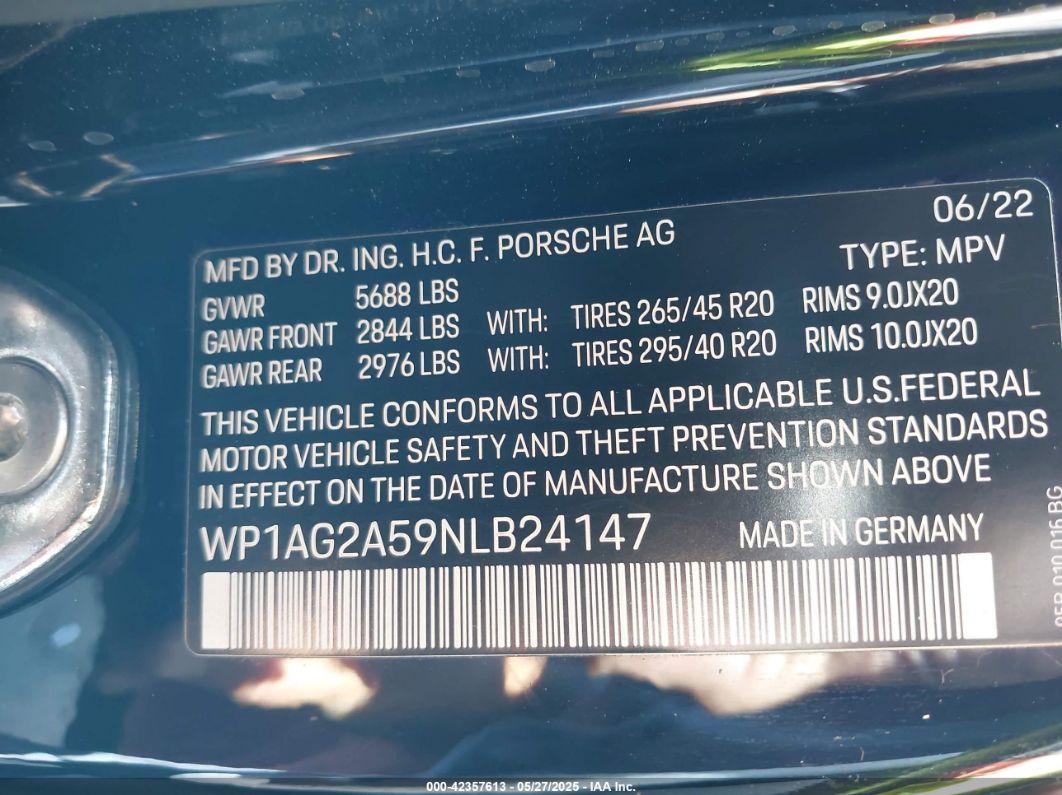 06/22
MFD BY DR. ING. H.C. F. PORSCHE AG
TYPE: MPV
GVWR 5688 LBS
GAWR FRONT 2844 LBS WITH: TIRES 265/45 R20 RIMS 9.0JX20
GAWR REAR 2976 LBS WITH: TIRES 295/40 R20 RIMS 10.0JX20
THIS VEHICLE CONFORMS TO ALL APPLICABLE U.S.FEDERAL
MOTOR VEHICLE SAFETY AND THEFT PREVENTION STANDARDS
IN EFFECT ON THE DATE OF MANUFACTURE SHOWN ABOVE
WP1AG2A59NLB24147 MADE IN GERMANY
000-42357613 - 05/27/2025 - IAA Inc.